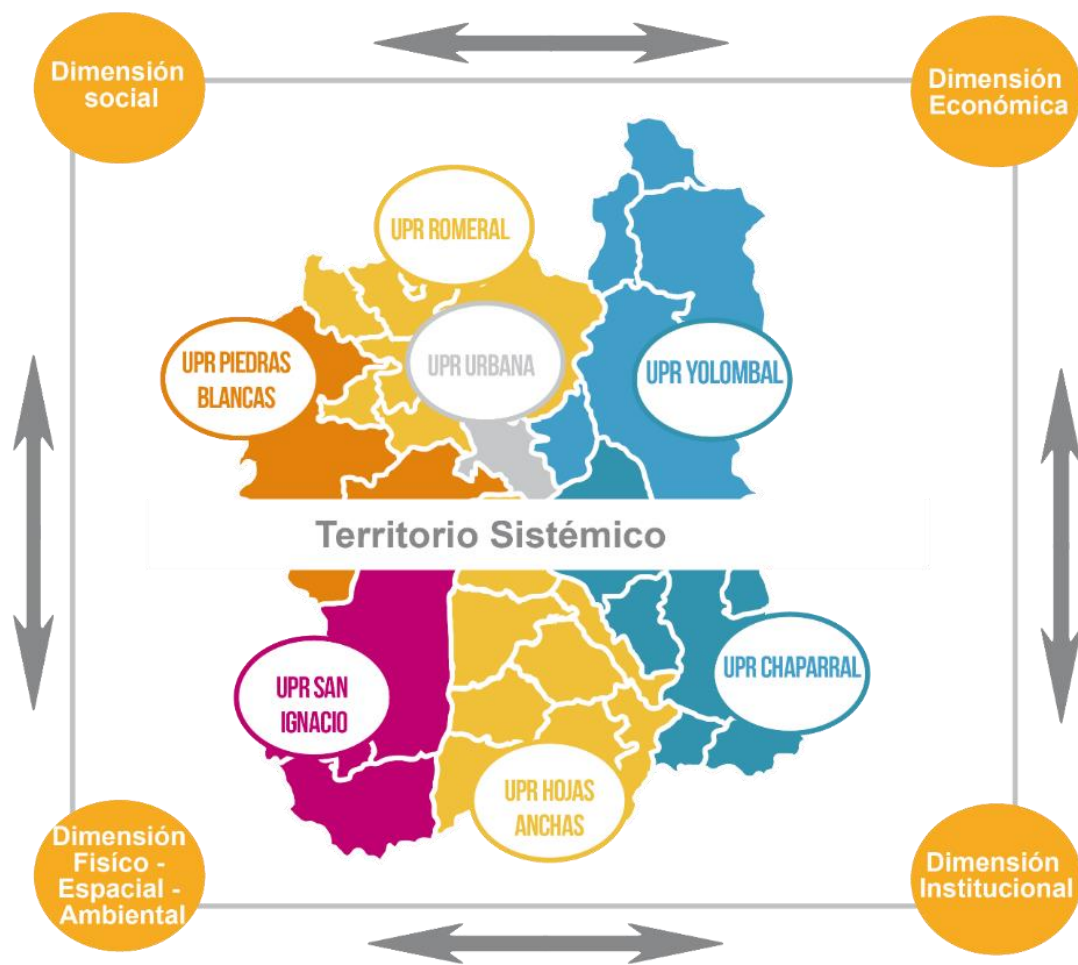 Dimensión
social
Dimensión
Económica
UPR ROMERAL
UPR PIEDRAS
BLANCAS
UPR URBANA
UPR YOLOMBAL
Territorio Sistémico
UPR SAN
IGNACIO
UPR CHAPARRAL
UPR HOJAS
ANCHAS
Dimensión
Fisíco -
Espacial -
Ambiental
Dimensión
Institucional